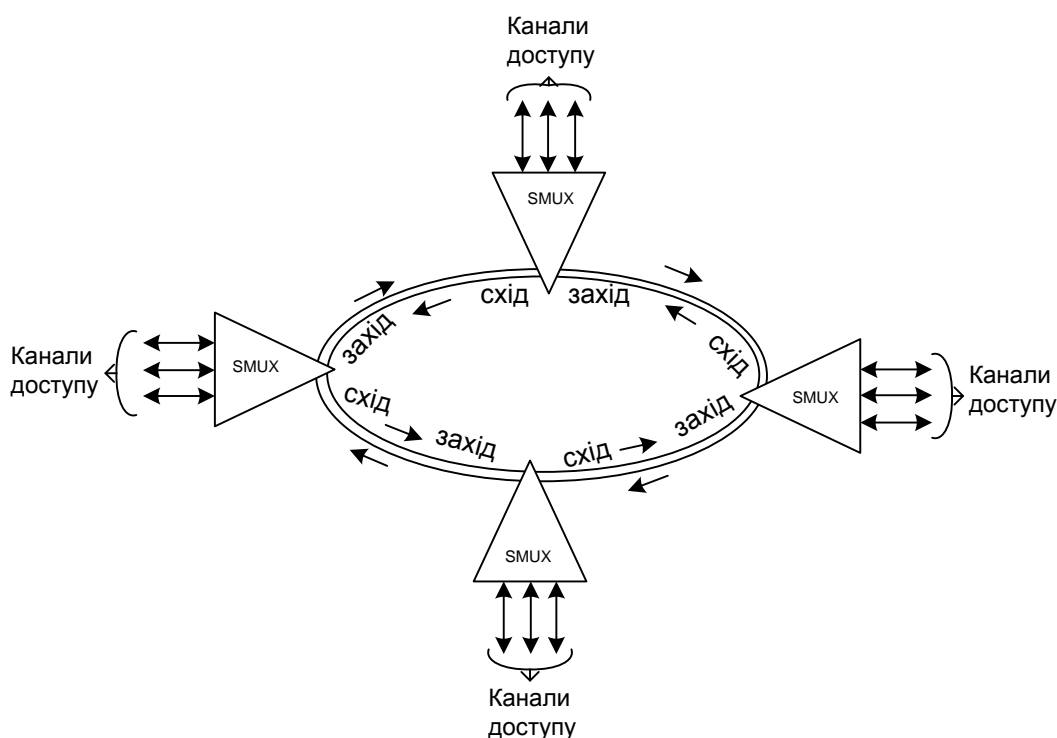 Канали
доступу
SMUX
схід захід
захід
схід
Канали
доступу
SMUX
SMUX
Канали
доступу
схід
захід
схід
захід
SMUX
Канали
доступу